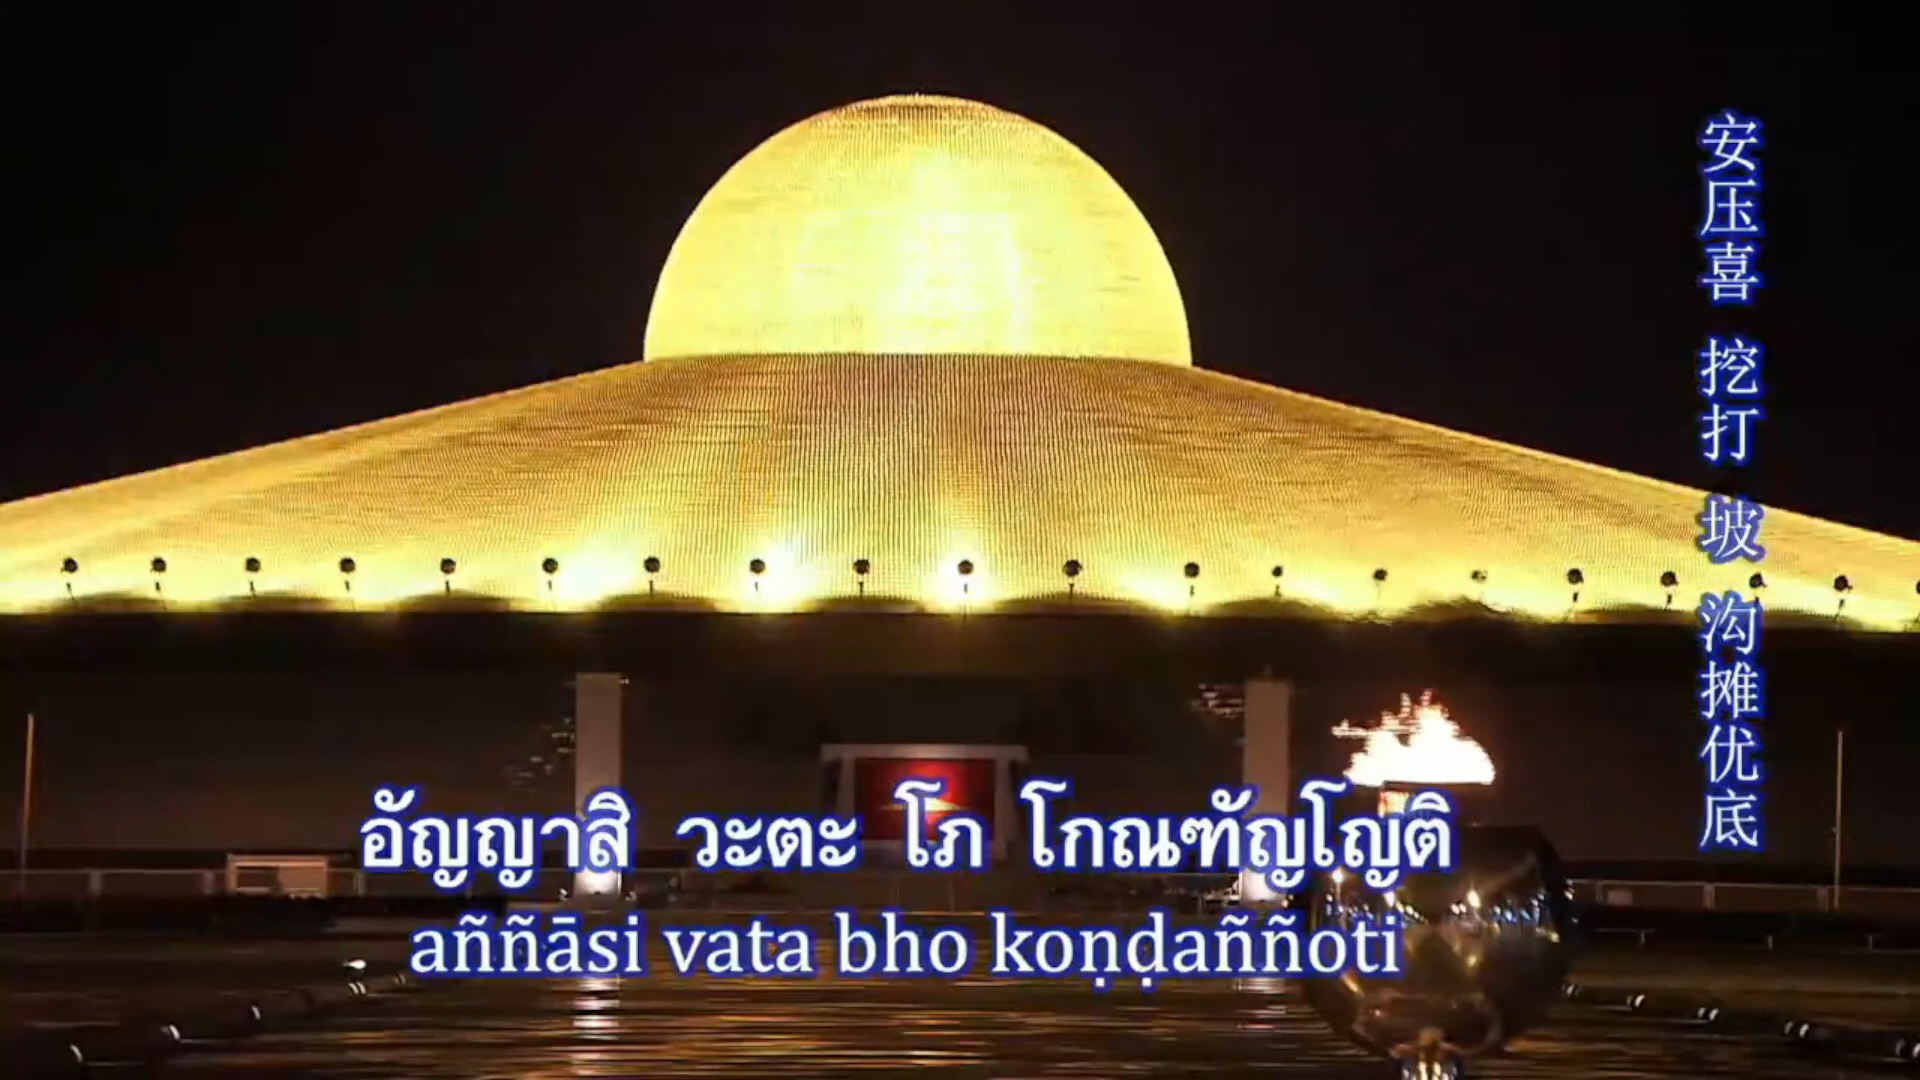 安压喜 挖打 坡 沟摊优底
อัญญาสิ วะตะ โภ โกณฑัญโญติ
aññāsi vata bho koṇḍaññoti